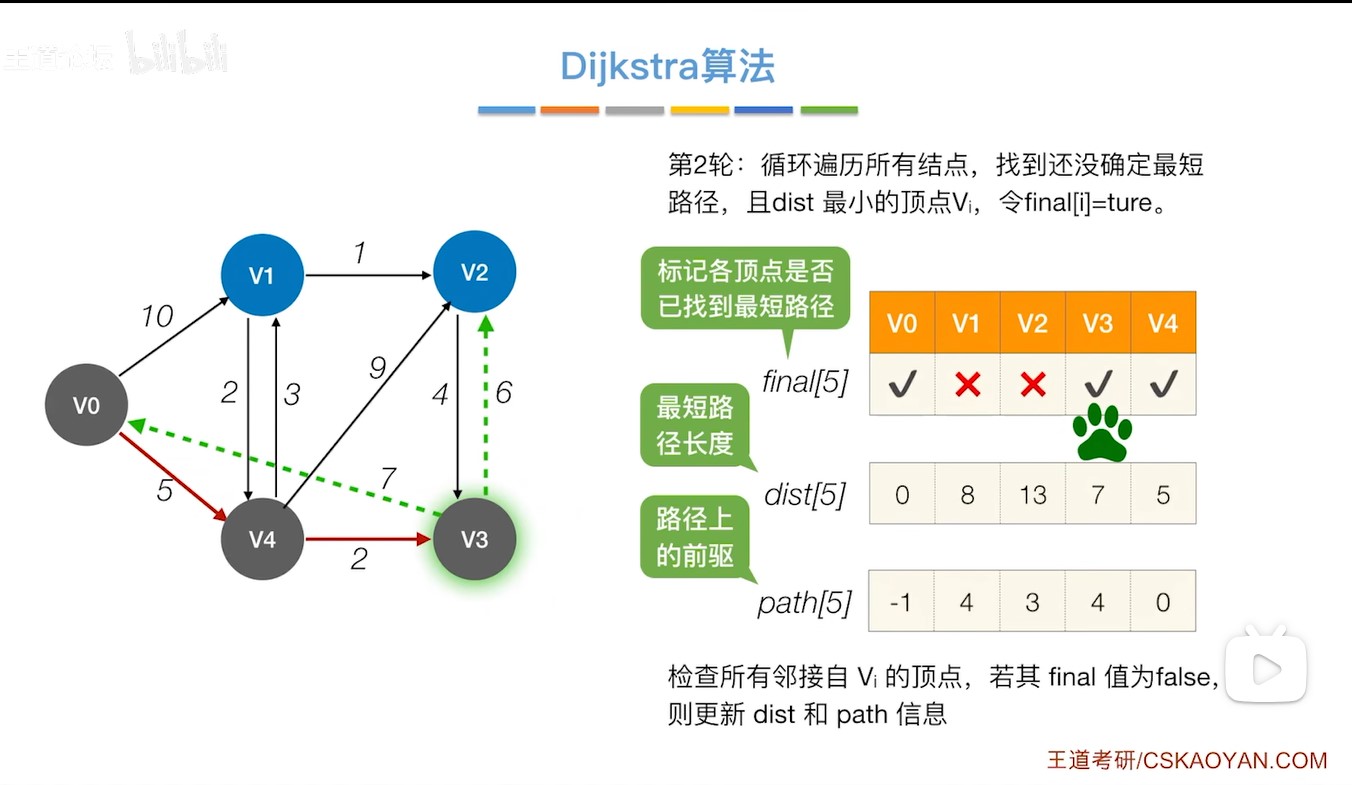 王道论坛 bilibili
Dijkstra算法
第2轮：循环遍历所有结点，找到还没确定最短
路径，且dist 最小的顶点Vᵢ，令final[i]=ture。
标记各顶点是否
已找到最短路径
V0 V1 V2 V3 V4
final[5] ✓ ✕ ✕ ✓ ✓
最短路
径长度
dist[5] 0 8 13 7 5
路径上
的前驱
path[5] -1 4 3 4 0
检查所有邻接自 Vᵢ 的顶点，若其 final 值为false，
则更新 dist 和 path 信息
V1 1 V2
10
9
2 3 4 6
V0
7
5
V4 2 V3
王道考研/CSKAOYAN.COM